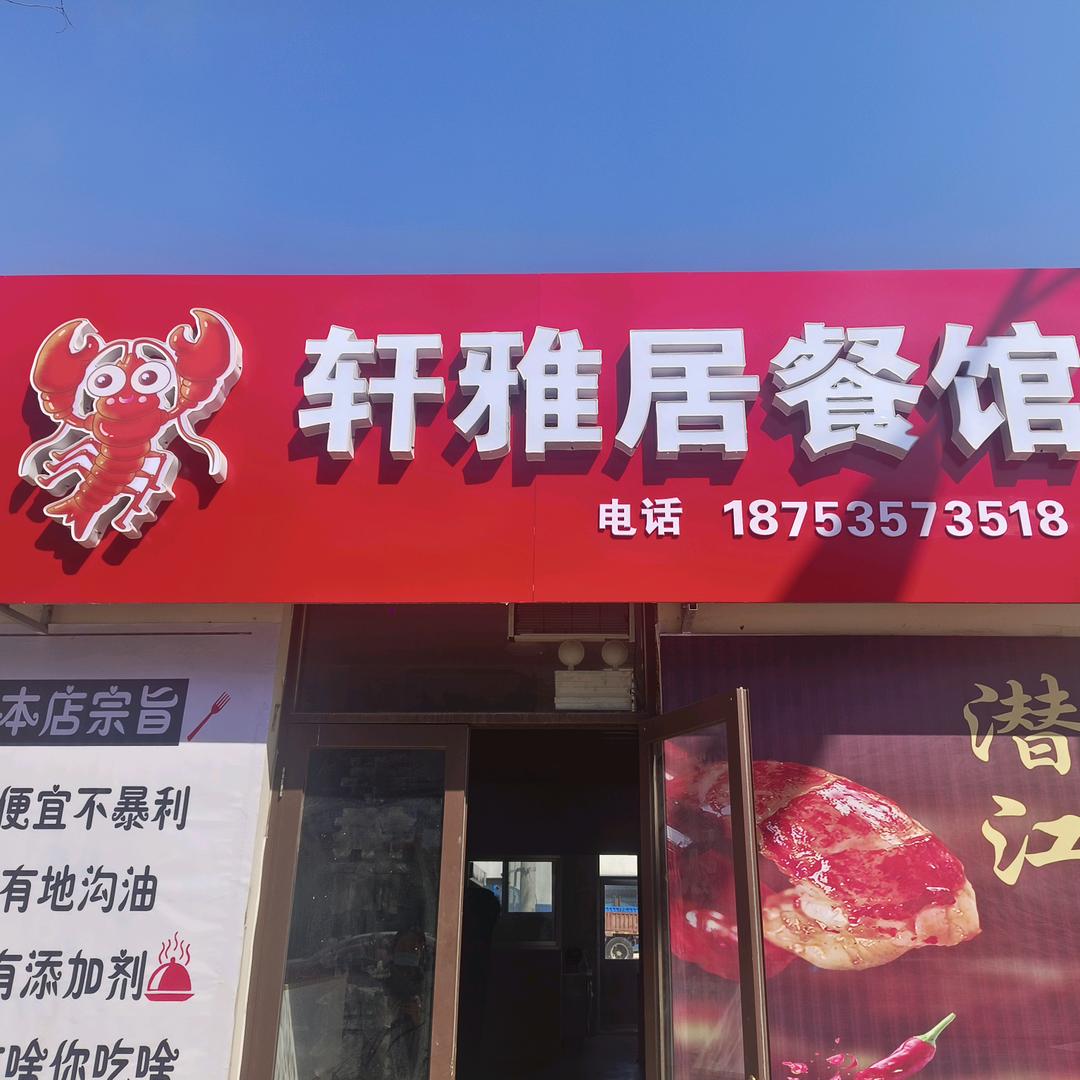 轩雅居餐馆
电话 18753573518
本店宗旨
便宜不暴利
有地沟油
有添加剂
啥你吃啥
潜江